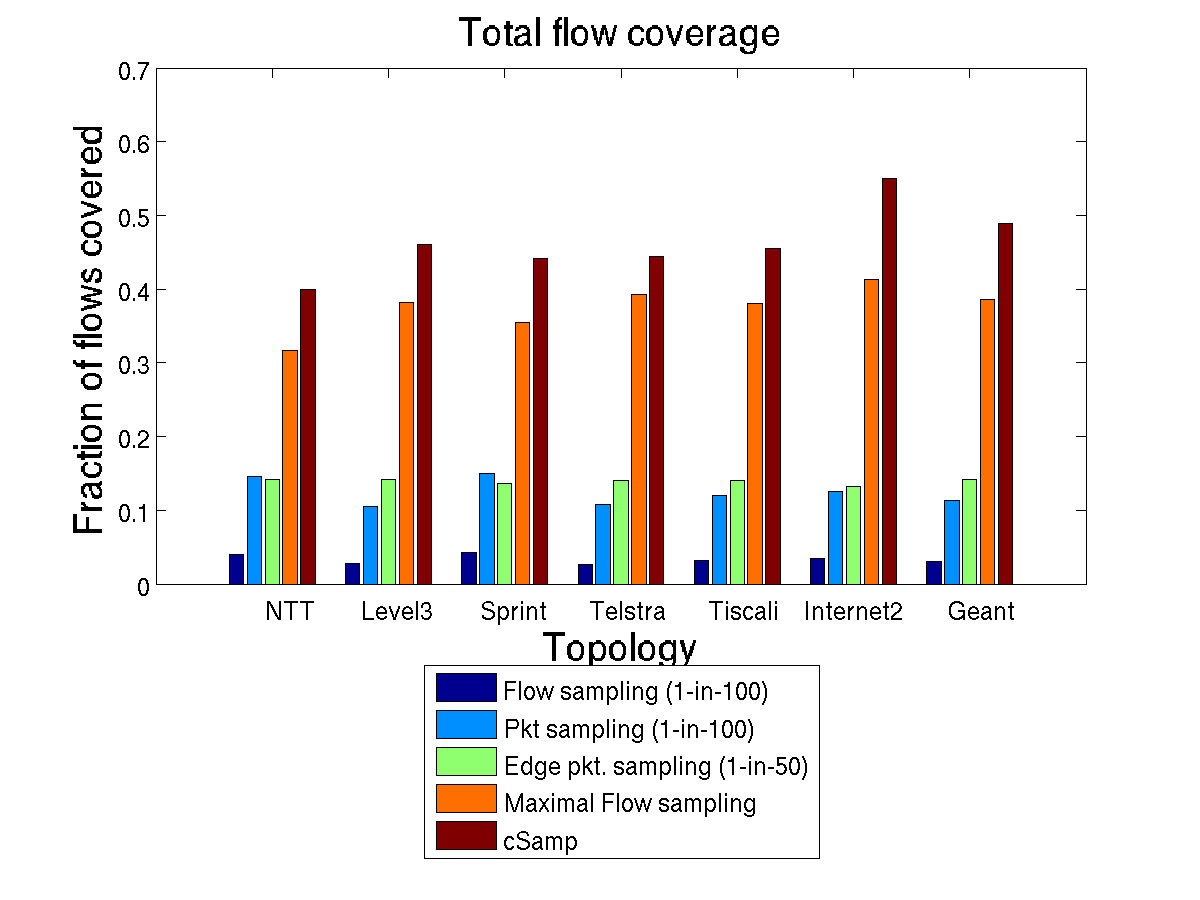 Total flow coverage
Fraction of flows covered
0.7
0.6
0.5
0.4
0.3
0.2
0.1
0
NTT Level3 Sprint Telstra Tiscali Internet2 Geant
Topology
Flow sampling (1-in-100)
Pkt sampling (1-in-100)
Edge pkt. sampling (1-in-50)
Maximal Flow sampling
cSamp